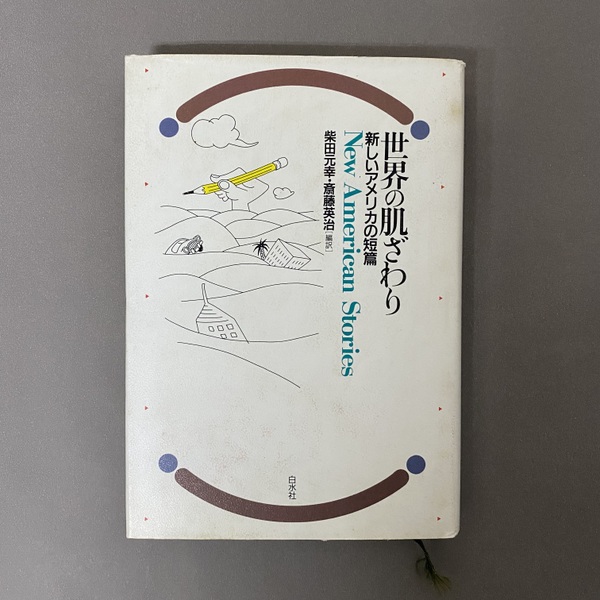 世界の肌ざわり
新しいアメリカの短篇
New American Stories
柴田元幸・斎藤英治[編訳]
白水社